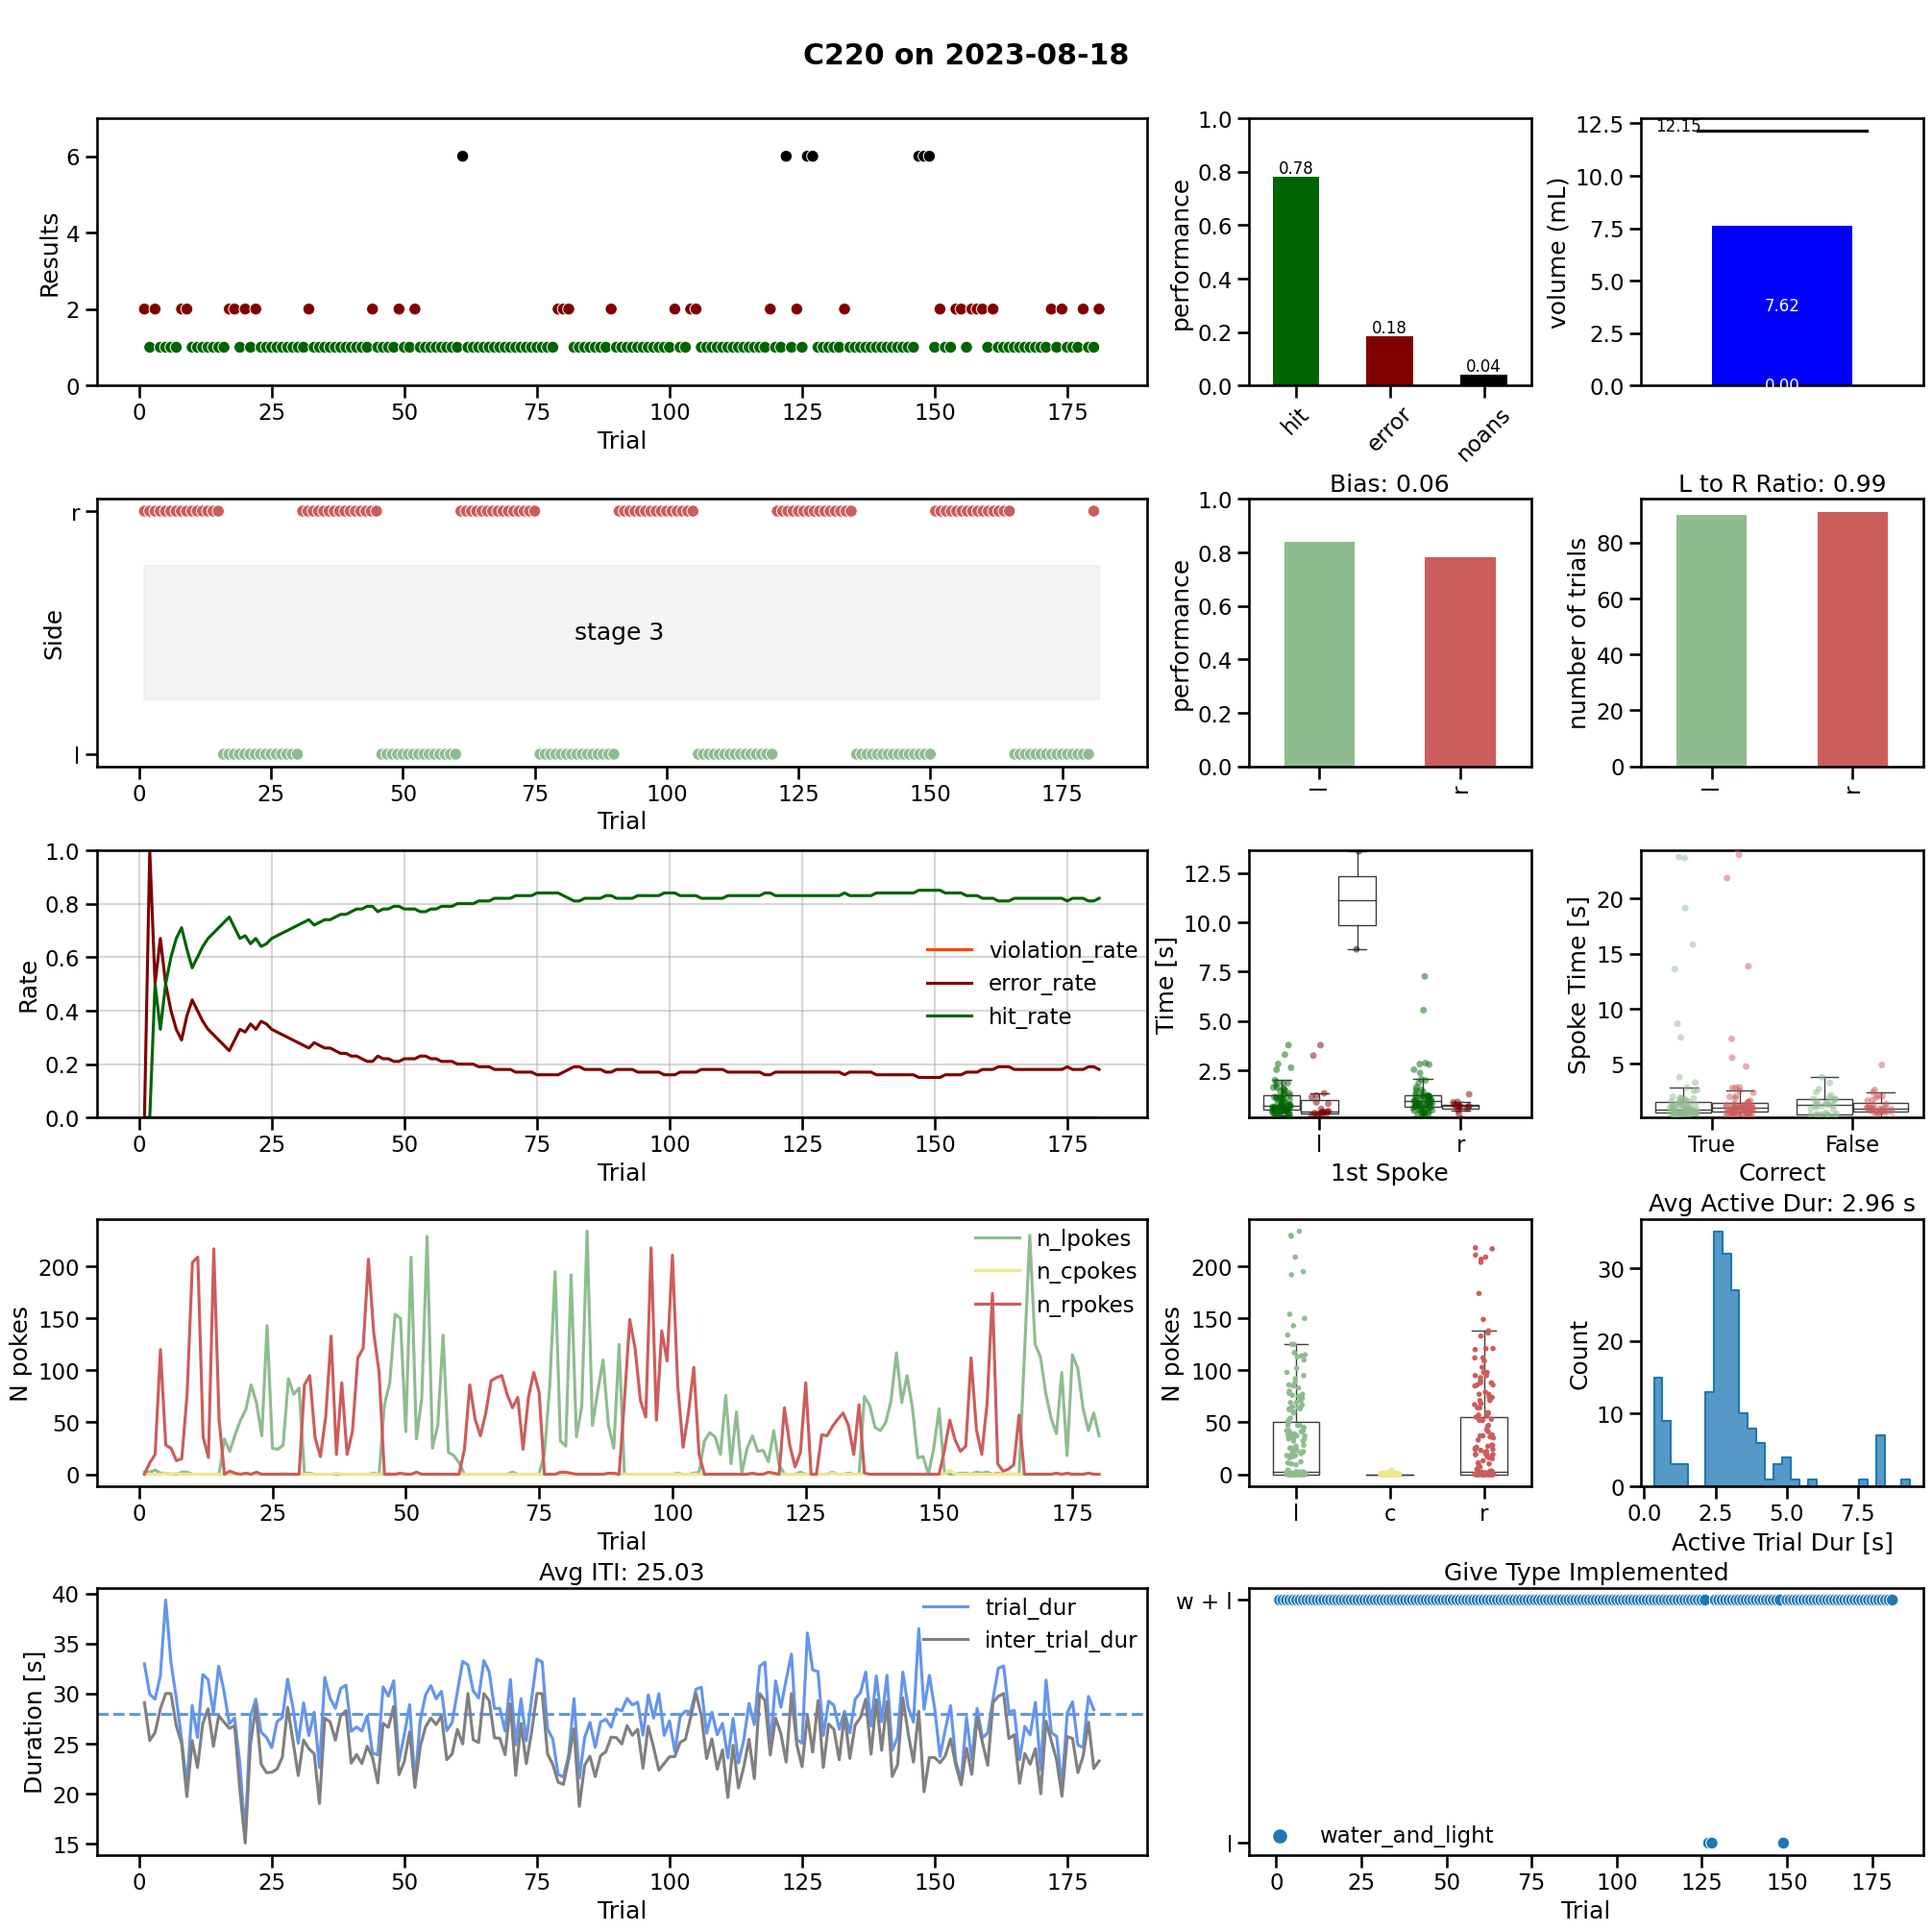 C220 on 2023-08-18
6
4
2
0
Results
0 25 50 75 100 125 150 175
Trial
1.0
0.8
0.6
0.4
0.2
0.0
performance
0.78
0.18
0.04
hit error noans
12.5
10.0
7.5
5.0
2.5
0.0
volume (mL)
12.15
7.62
0.00
r
l
Side
stage 3
0 25 50 75 100 125 150 175
Trial
Bias: 0.06
1.0
0.8
0.6
0.4
0.2
0.0
performance
l r
L to R Ratio: 0.99
80
60
40
20
0
number of trials
l r
1.0
0.8
0.6
0.4
0.2
0.0
Rate
violation_rate
error_rate
hit_rate
0 25 50 75 100 125 150 175
Trial
12.5
10.0
7.5
5.0
2.5
Time [s]
l r
1st Spoke
20
15
10
5
Spoke Time [s]
True False
Correct
200
150
100
50
0
N pokes
n_lpokes
n_cpokes
n_rpokes
0 25 50 75 100 125 150 175
Trial
200
150
100
50
0
N pokes
l c r
Avg Active Dur: 2.96 s
30
20
10
0
Count
0.0 2.5 5.0 7.5
Active Trial Dur [s]
Avg ITI: 25.03
40
35
30
25
20
15
Duration [s]
trial_dur
inter_trial_dur
0 25 50 75 100 125 150 175
Trial
Give Type Implemented
w + l
l
water_and_light
0 25 50 75 100 125 150 175
Trial